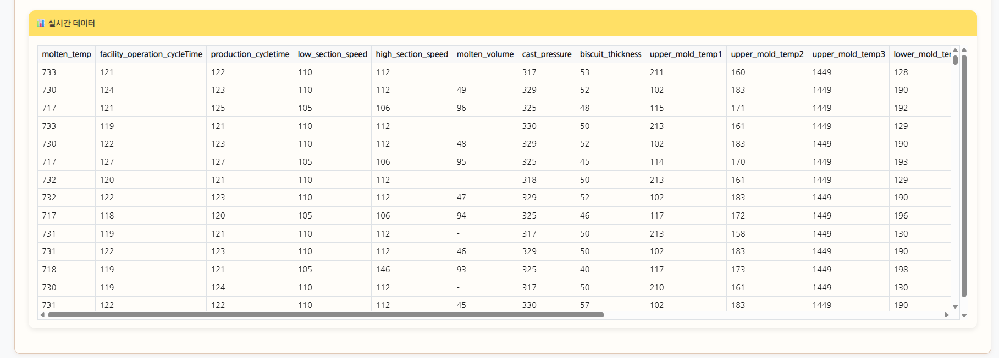 📊 실시간 데이터
molten_temp facility_operation_cycleTime production_cycletime low_section_speed high_section_speed molten_volume cast_pressure biscuit_thickness upper_mold_temp1 upper_mold_temp2 upper_mold_temp3 lower_mold_ter
733 121 122 110 112 - 317 53 211 160 1449 128
730 124 123 110 112 49 329 52 102 183 1449 190
717 121 125 105 106 96 325 48 115 171 1449 192
733 119 121 110 112 - 330 50 213 161 1449 129
730 122 123 110 112 48 329 52 102 183 1449 190
717 127 127 105 106 95 325 45 114 170 1449 193
732 120 121 110 112 - 318 50 213 161 1449 129
732 122 123 110 112 47 329 52 102 183 1449 190
717 118 120 105 106 94 325 46 117 172 1449 196
731 119 121 110 112 - 317 50 213 158 1449 130
731 122 123 110 112 46 329 50 102 183 1449 190
718 119 121 105 146 93 325 40 117 173 1449 198
730 119 124 110 112 - 317 50 210 161 1449 130
731 122 122 110 112 45 330 57 102 183 1449 190